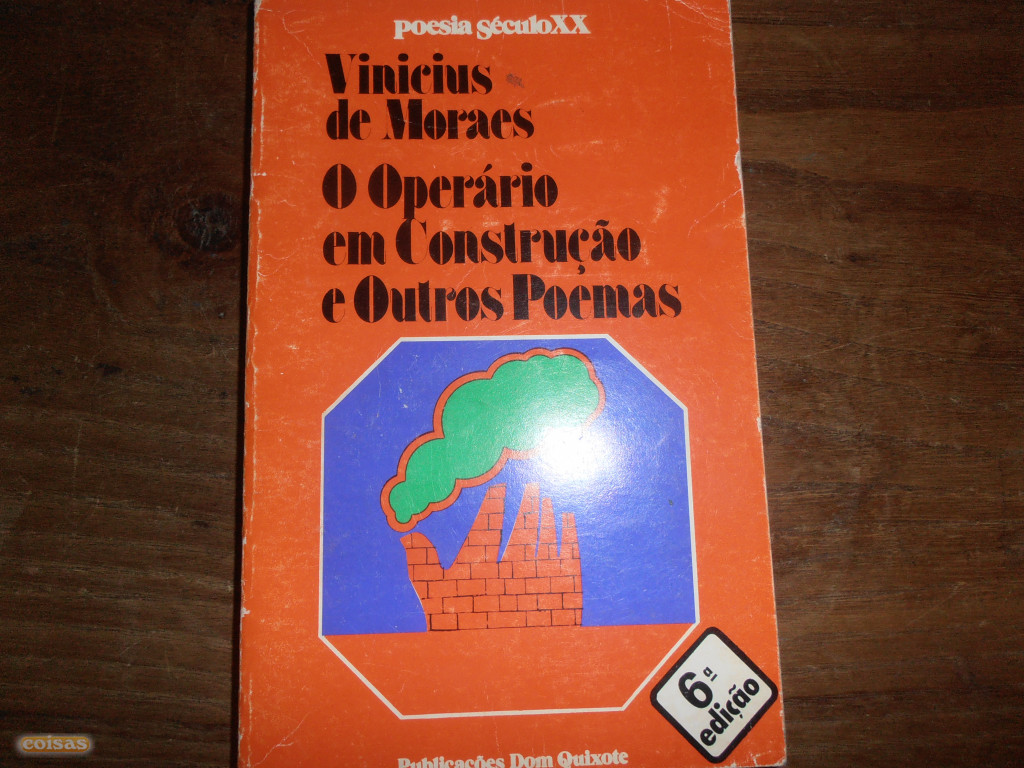 poesia séculoXX
Vinicius
de Moraes
O Operário
em Construção
e Outros Poemas
6ª
edição
Publicações Dom Quixote
coisas